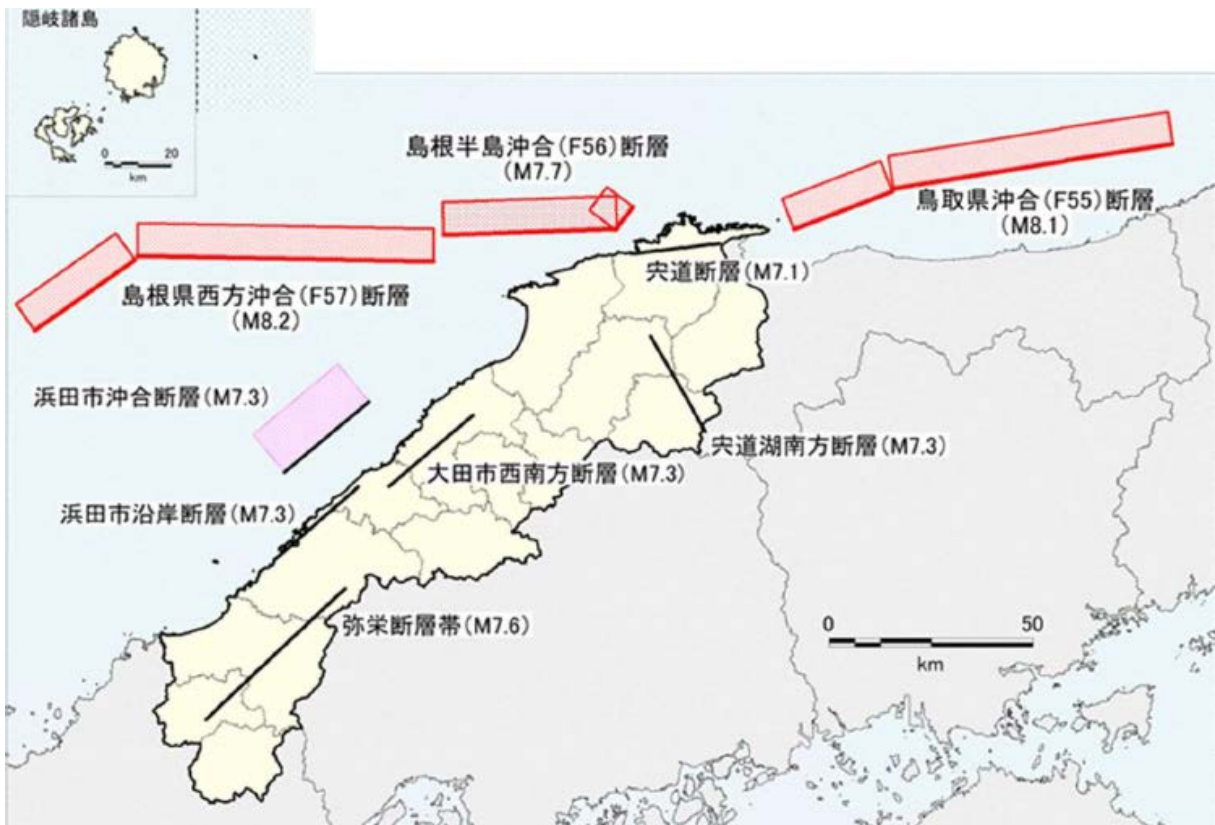 隠岐諸島
0 20
km
島根半島沖合(F56)断層
(M7.7)
鳥取県沖合(F55)断層
(M8.1)
宍道断層(M7.1)
島根県西方沖合(F57)断層
(M8.2)
浜田市沖合断層(M7.3)
宍道湖南方断層(M7.3)
大田市西南方断層(M7.3)
浜田市沿岸断層(M7.3)
弥栄断層帯(M7.6)
0 50
km